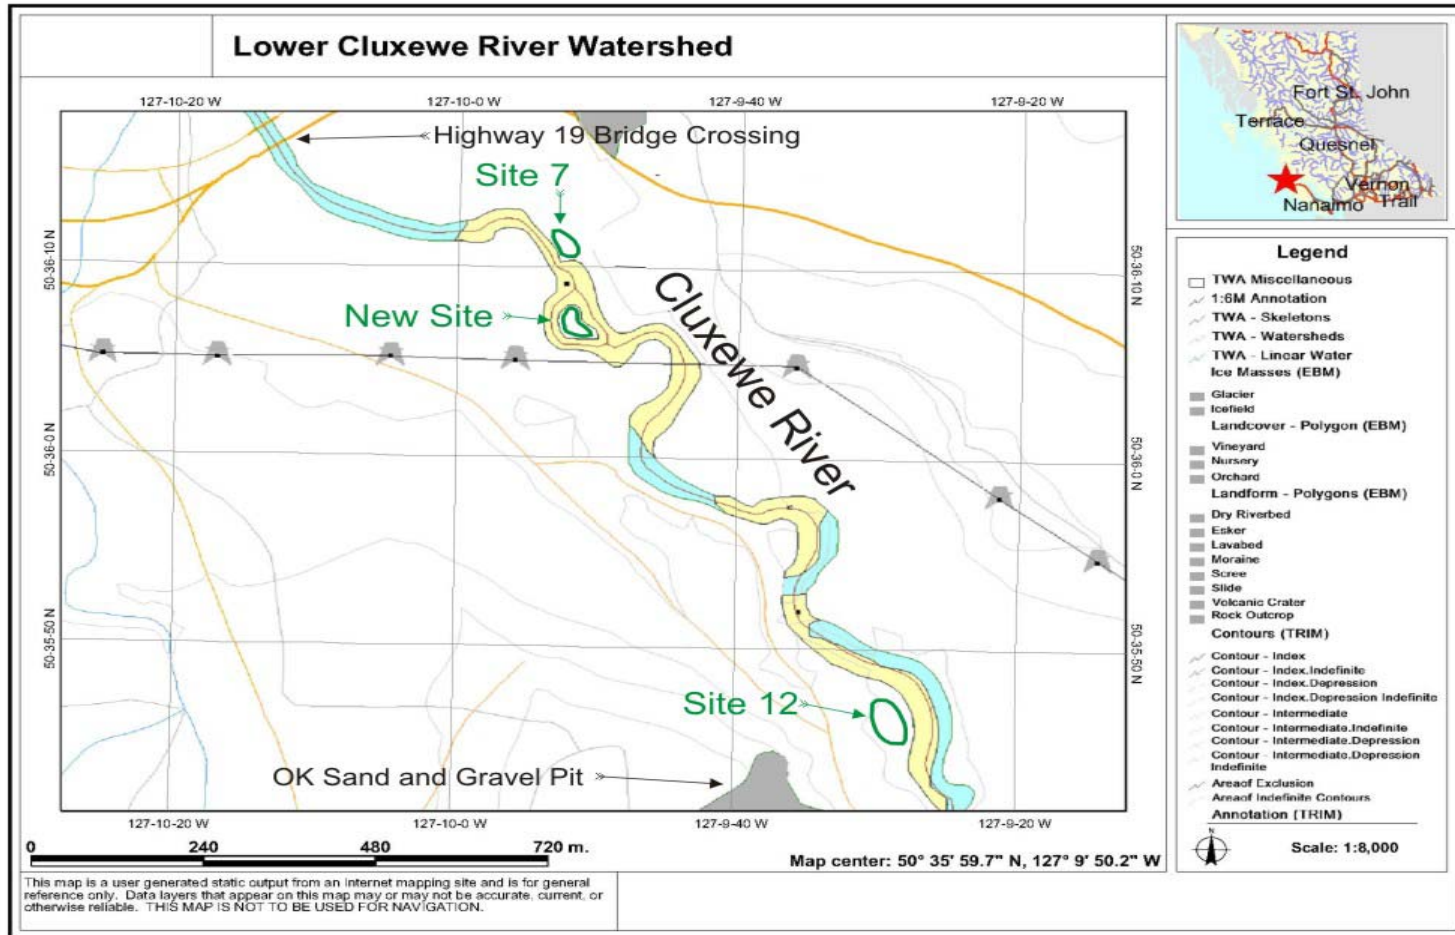 Lower Cluxewe River Watershed
127-10-20 W
127-10-0 W
127-9-40 W
127-9-20 W
Highway 19 Bridge Crossing
Site 7
New Site
Cluxewe River
Site 12
OK Sand and Gravel Pit
50-36-10 N
50-36-0 N
50-35-50 N
50-36-10 N
50-36-0 N
50-35-50 N
127-10-20 W
127-10-0 W
127-9-40 W
127-9-20 W
0
240
480
720 m.
Map center: 50° 35' 59.7" N, 127° 9' 50.2" W
This map is a user generated static output from an Internet mapping site and is for general
reference only. Data layers that appear on this map may or may not be accurate, current, or
otherwise reliable. THIS MAP IS NOT TO BE USED FOR NAVIGATION.
Fort St. John
Terrace
Quesnel
Vernon
Nanaimo
Trail
Legend
TWA Miscellaneous
1:6M Annotation
TWA - Skeletons
TWA - Watersheds
TWA - Linear Water
Ice Masses (EBM)
Glacier
Icefield
Landcover - Polygon (EBM)
Vineyard
Nursery
Orchard
Landform - Polygons (EBM)
Dry Riverbed
Esker
Lavabed
Moraine
Scree
Slide
Volcanic Crater
Rock Outcrop
Contours (TRIM)
Contour - Index
Contour - Index.Indefinite
Contour - Index.Depression
Contour - Index.Depression Indefinite
Contour - Intermediate
Contour - Intermediate.Indefinite
Contour - Intermediate.Depression
Contour - Intermediate.Depression
Indefinite
Areaof Exclusion
Areaof Indefinite Contours
Annotation (TRIM)
N
Scale: 1:8,000